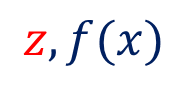 z, f(x)